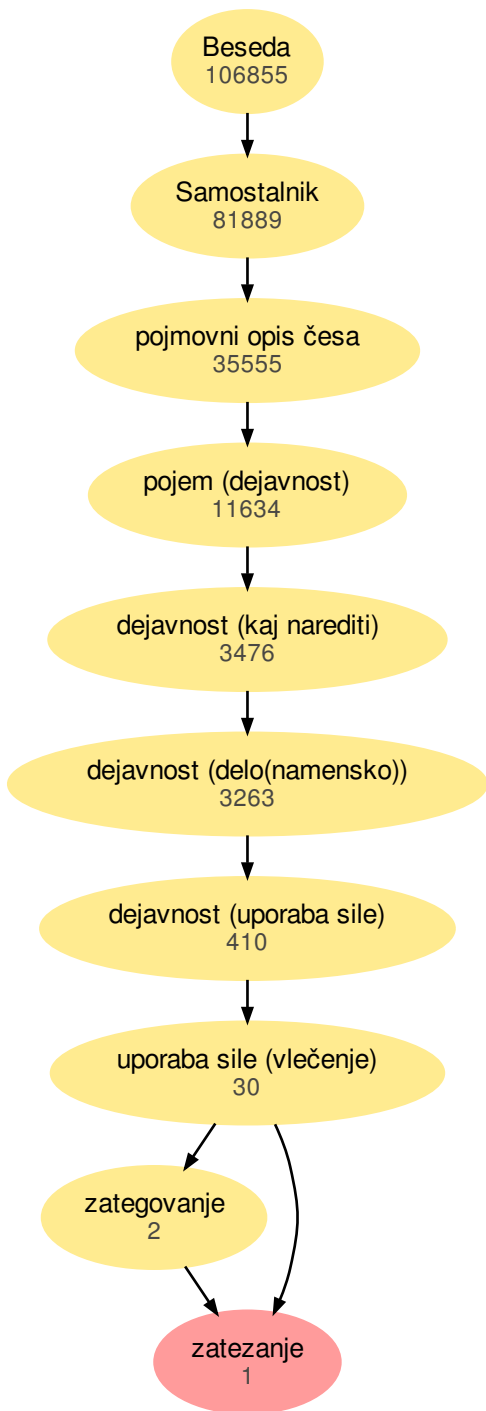 Beseda
106855
Samostalnik
81889
pojmovni opis česa
35555
pojem (dejavnost)
11634
dejavnost (kaj narediti)
3476
dejavnost (delo(namensko))
3263
dejavnost (uporaba sile)
410
uporaba sile (vlečenje)
30
zategovanje
2
zatezanje
1